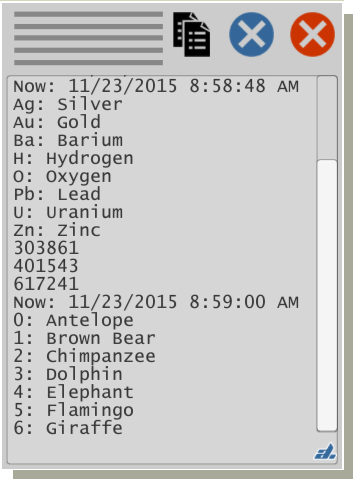 Now: 11/23/2015 8:58:48 AM
Ag: Silver
Au: Gold
Ba: Barium
H: Hydrogen
O: Oxygen
Pb: Lead
U: Uranium
Zn: Zinc
303861
401543
617241
Now: 11/23/2015 8:59:00 AM
0: Antelope
1: Brown Bear
2: Chimpanzee
3: Dolphin
4: Elephant
5: Flamingo
6: Giraffe